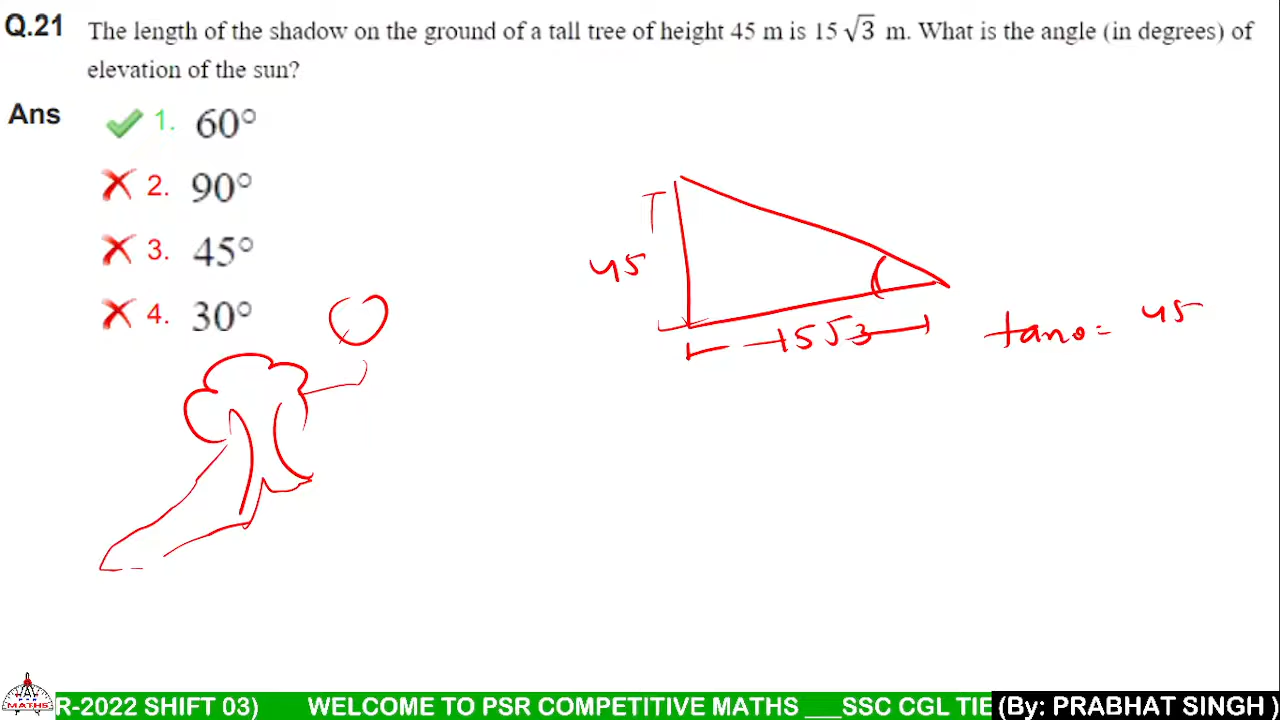 Q.21 The length of the shadow on the ground of a tall tree of height 45 m is 15√3 m. What is the angle (in degrees) of
elevation of the sun?
Ans 1. 60°
2. 90°
3. 45°
4. 30°
45
15√3
tanθ = 45
MATHS
R-2022 SHIFT 03) WELCOME TO PSR COMPETITIVE MATHS ___SSC CGL TIE (By: PRABHAT SINGH )